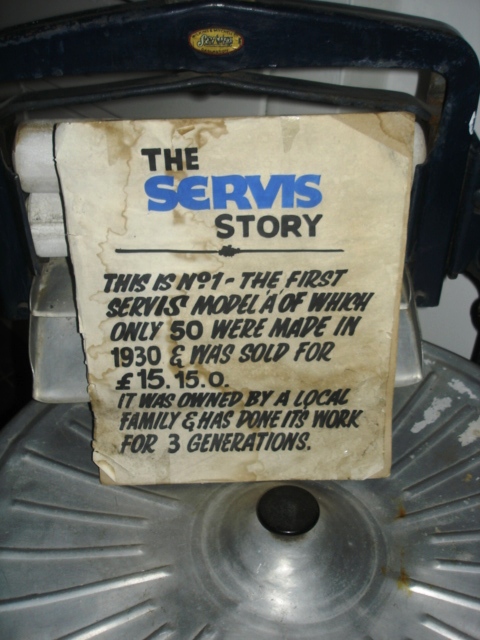 THE
SERVIS
STORY
THIS IS Nº1 - THE FIRST
SERVIS MODEL A OF WHICH
ONLY 50 WERE MADE IN
1930 & WAS SOLD FOR
£15.15.0.
IT WAS OWNED BY A LOCAL
FAMILY & HAS DONE ITS WORK
FOR 3 GENERATIONS.